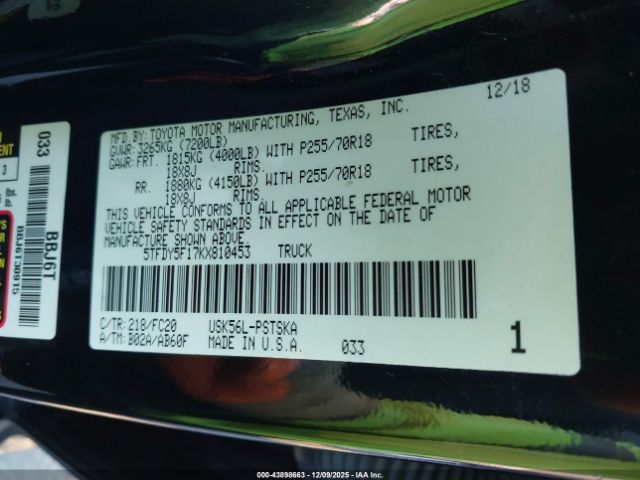 MFD BY: TOYOTA MOTOR MANUFACTURING, TEXAS, INC. 12/18
GVWR: 3265KG (7200LB)
GAWR: FRT. 1815KG (4000LB) WITH P255/70R18 TIRES,
18X8J RIMS.
RR. 1880KG (4150LB) WITH P255/70R18 TIRES,
18X8J RIMS.
THIS VEHICLE CONFORMS TO ALL APPLICABLE FEDERAL MOTOR
VEHICLE SAFETY STANDARDS IN EFFECT ON THE DATE OF
MANUFACTURE SHOWN ABOVE.
5TFDY5F17KX810453 TRUCK
C/TR: 218/FC20 USK56L-PSTSKA
A/TM: B02A/AB60F MADE IN U.S.A. 033 1
033
BBJ6T
BBJ6T30915
3
lbs.
000-43898663 - 12/09/2025 - IAA Inc.